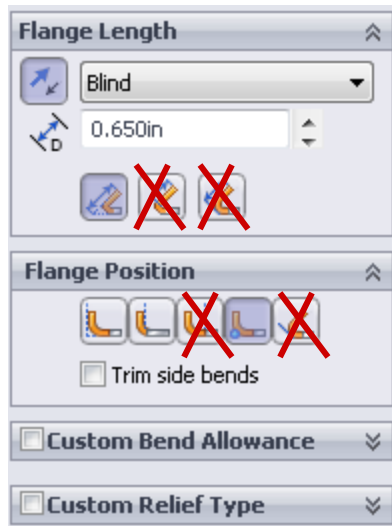 Flange Length
Blind
D
0.650in
Flange Position
Trim side bends
Custom Bend Allowance
Custom Relief Type